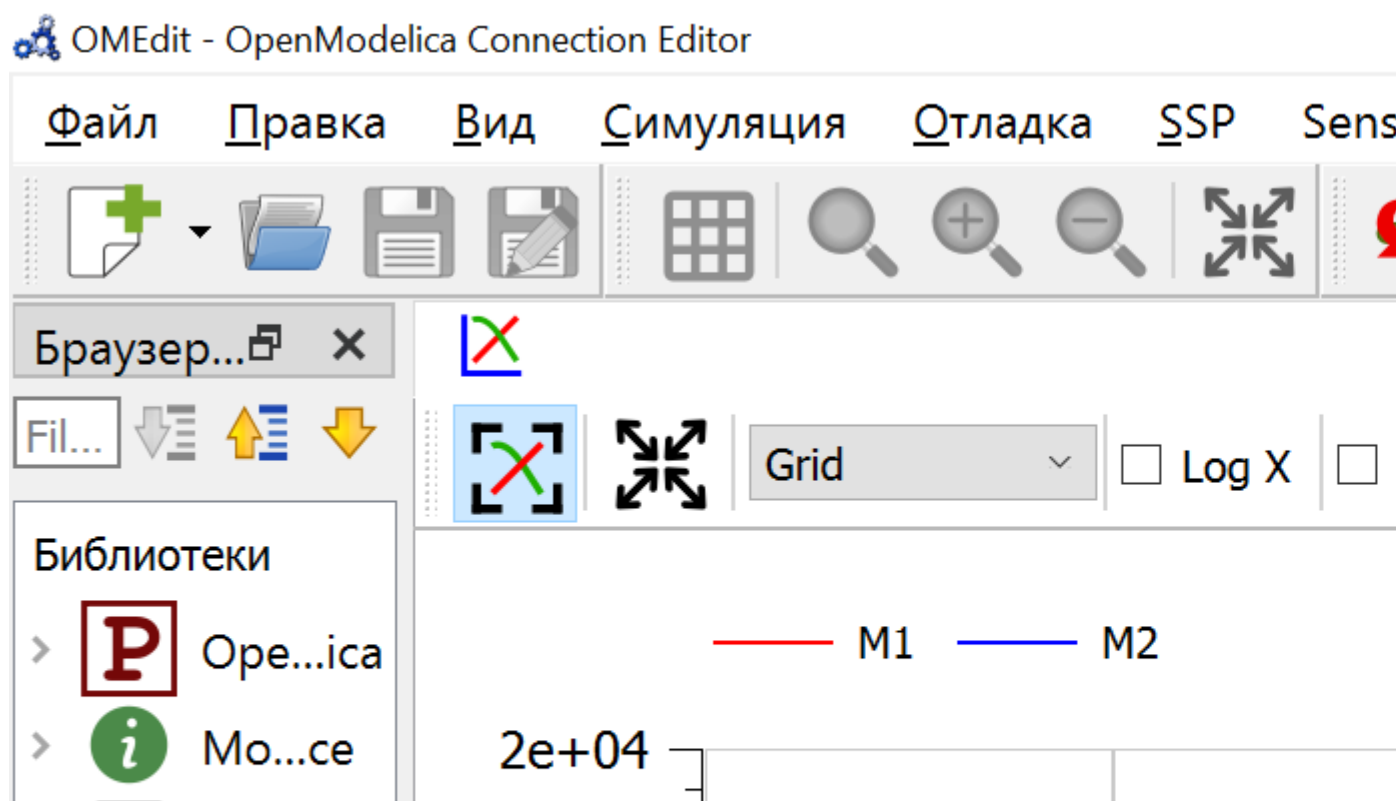 OMEdit - OpenModelica Connection Editor
Файл Правка Вид Симуляция Отладка SSP Sens
Браузер...
Fil...
Grid Log X
Библиотеки
M1 M2
P Ope...ica
i Mo...ce
2e+04